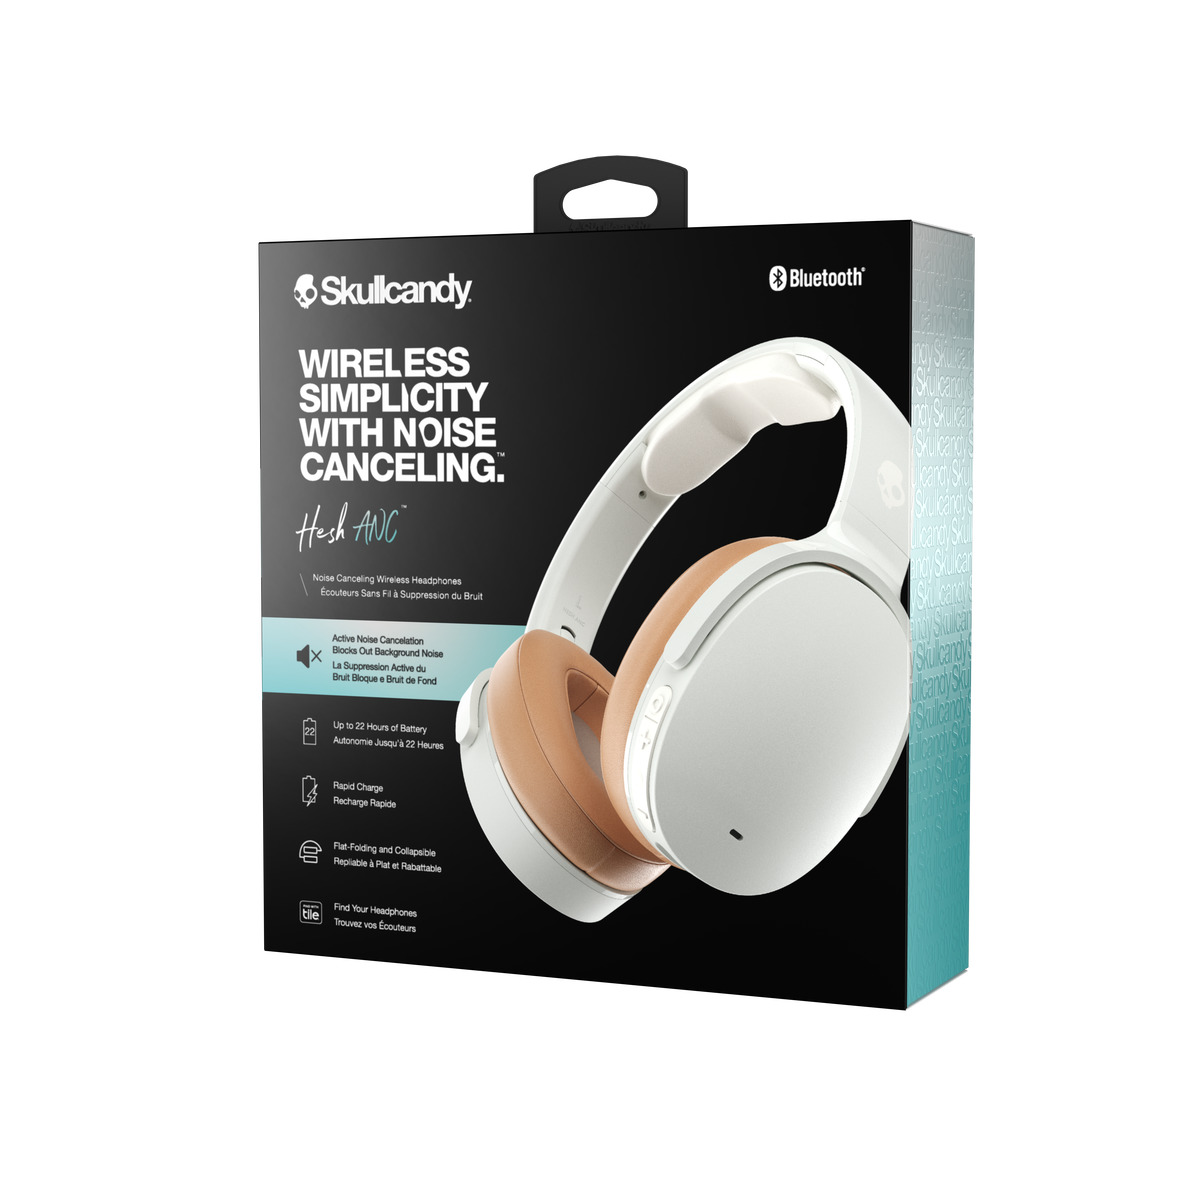 Skullcandy®
Bluetooth®
WIRELESS
SIMPLICITY
WITH NOISE
CANCELING.™
Hesh ANC™
Noise Canceling Wireless Headphones
Écouteurs Sans Fil à Suppression du Bruit
Active Noise Cancelation
Blocks Out Background Noise
La Suppression Active du
Bruit Bloque e Bruit de Fond
22
Up to 22 Hours of Battery
Autonomie Jusqu'à 22 Heures
Rapid Charge
Recharge Rapide
Flat-Folding and Collapsible
Repliable à Plat et Rabattable
tile
Find Your Headphones
Trouvez vos Écouteurs
L
Skullcandy